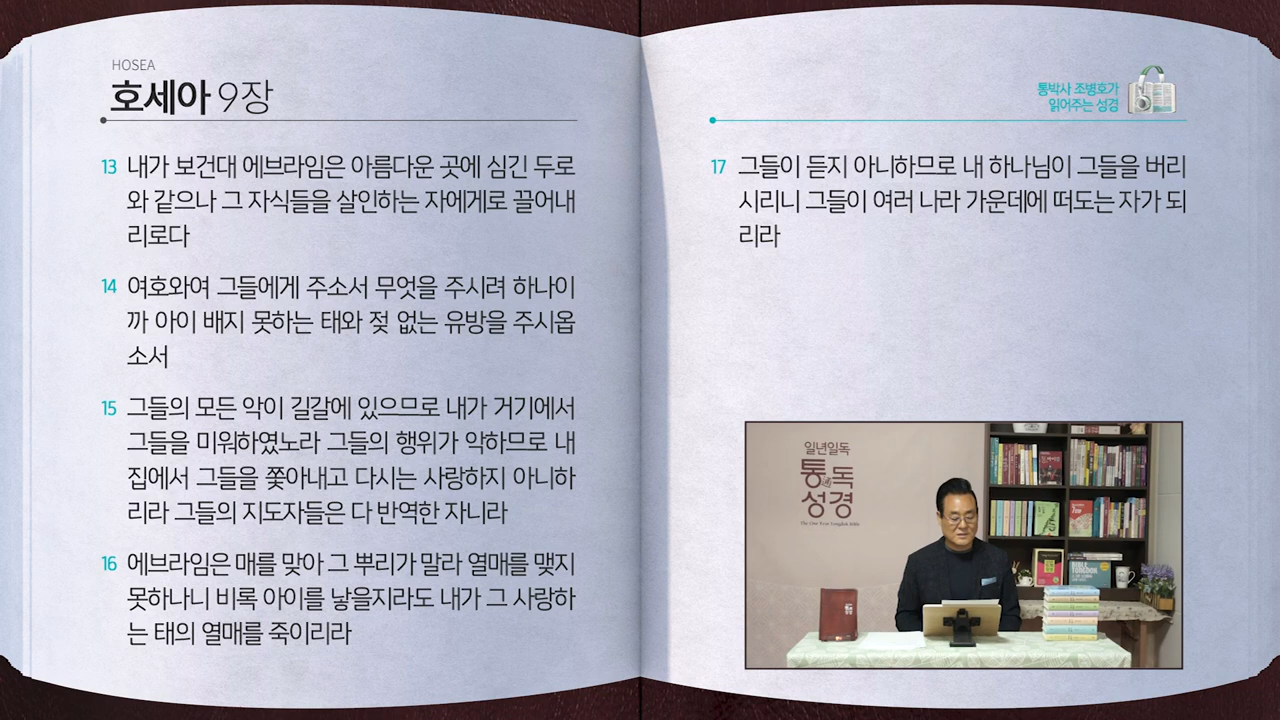 HOSEA
호세아 9장
13 내가 보건대 에브라임은 아름다운 곳에 심긴 두로
와 같으나 그 자식들을 살인하는 자에게로 끌어내
리로다
14 여호와여 그들에게 주소서 무엇을 주시려 하나이
까 아이 배지 못하는 태와 젖 없는 유방을 주시옵
소서
15 그들의 모든 악이 길갈에 있으므로 내가 거기에서
그들을 미워하였노라 그들의 행위가 악하므로 내
집에서 그들을 쫓아내고 다시는 사랑하지 아니하
리라 그들의 지도자들은 다 반역한 자니라
16 에브라임은 매를 맞아 그 뿌리가 말라 열매를 맺지
못하나니 비록 아이를 낳을지라도 내가 그 사랑하
는 태의 열매를 죽이리라
통박사 조병호가
읽어주는 성경
17 그들이 듣지 아니하므로 내 하나님이 그들을 버리
시리니 그들이 여러 나라 가운데에 떠도는 자가 되
리라
일년일독
통독
성경
The One Year Tongdok Bible
BIBLE
TONGDOK